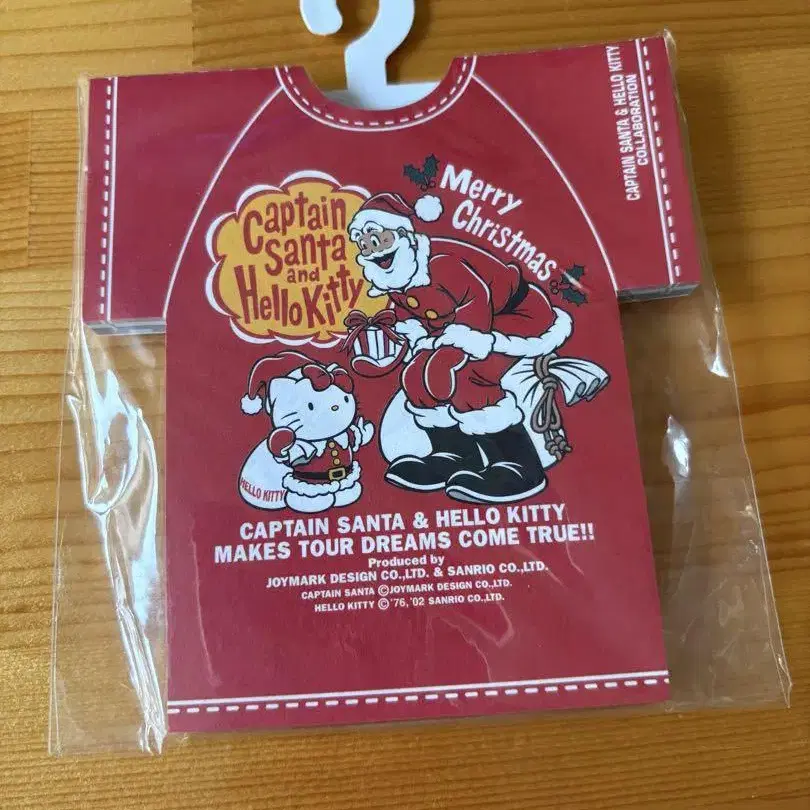 CAPTAIN SANTA & HELLO KITTY
COLLABORATION
Merry
Christmas
Captain
Santa
and
Hello Kitty
HELLO KITTY
CAPTAIN SANTA & HELLO KITTY
MAKES TOUR DREAMS COME TRUE!!
Produced by
JOYMARK DESIGN CO.,LTD. & SANRIO CO.,LTD.
CAPTAIN SANTA ©JOYMARK DESIGN CO.,LTD.
HELLO KITTY ©'76,'02 SANRIO CO.,LTD.